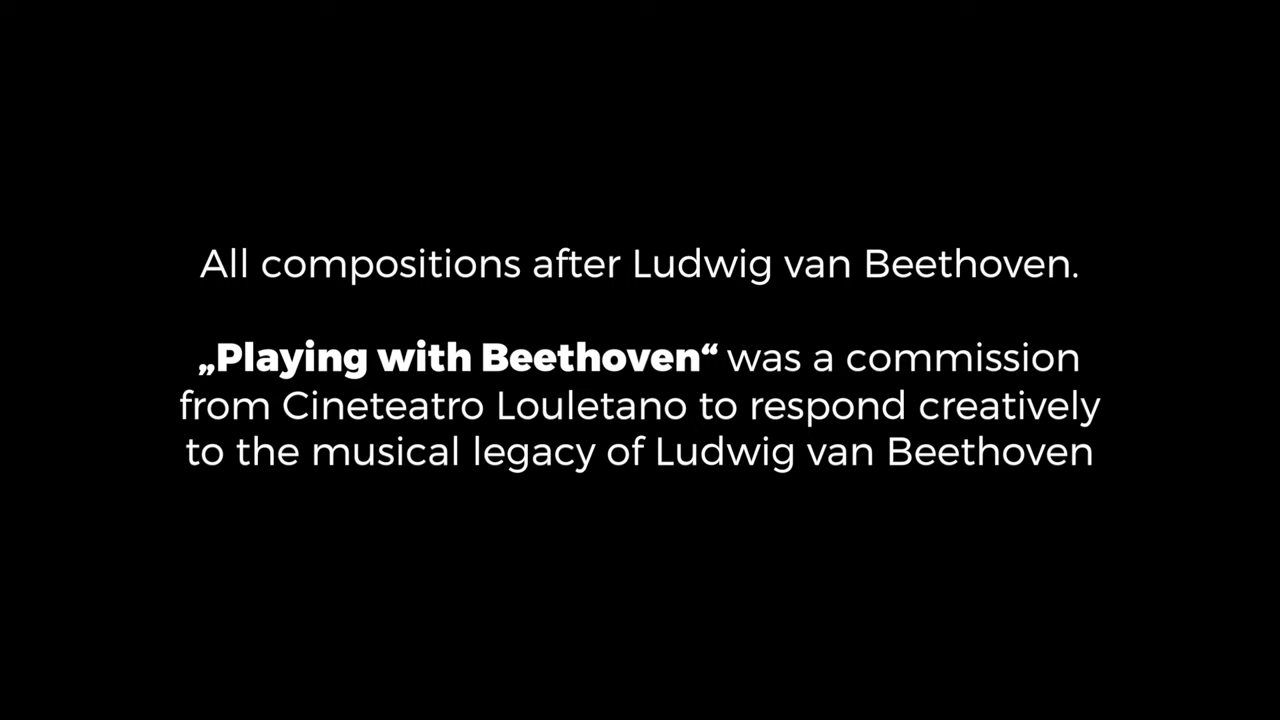 All compositions after Ludwig van Beethoven.
„Playing with Beethoven“ was a commission
from Cineteatro Louletano to respond creatively
to the musical legacy of Ludwig van Beethoven